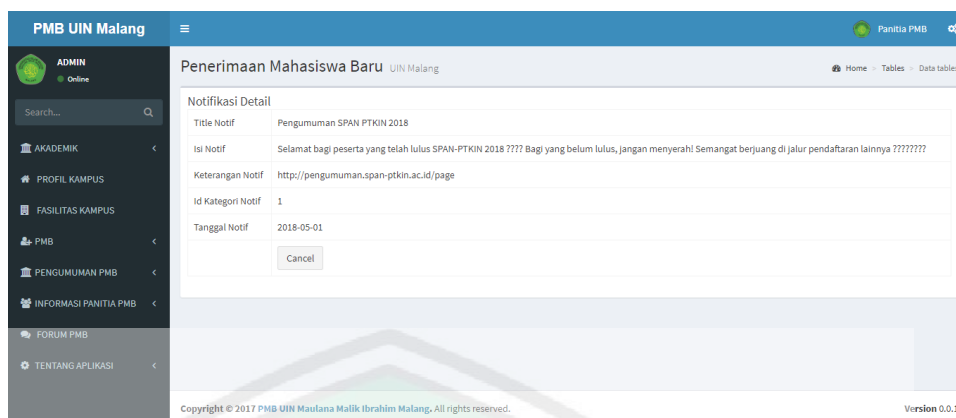 PMB UIN Malang
Panitia PMB
ADMIN
Online
Search...
AKADEMIK
PROFIL KAMPUS
FASILITAS KAMPUS
PMB
PENGUMUMAN PMB
INFORMASI PANITIA PMB
FORUM PMB
TENTANG APLIKASI
Penerimaan Mahasiswa Baru UIN Malang
Home > Tables > Data tables
Notifikasi Detail
Title Notif Pengumuman SPAN PTKIN 2018
Isi Notif Selamat bagi peserta yang telah lulus SPAN-PTKIN 2018 ???? Bagi yang belum lulus, jangan menyerah! Semangat berjuang di jalur pendaftaran lainnya ????????
Keterangan Notif http://pengumuman.span-ptkin.ac.id/page
Id Kategori Notif 1
Tanggal Notif 2018-05-01
Cancel
Copyright © 2017 PMB UIN Maulana Malik Ibrahim Malang. All rights reserved.
Version 0.0.1